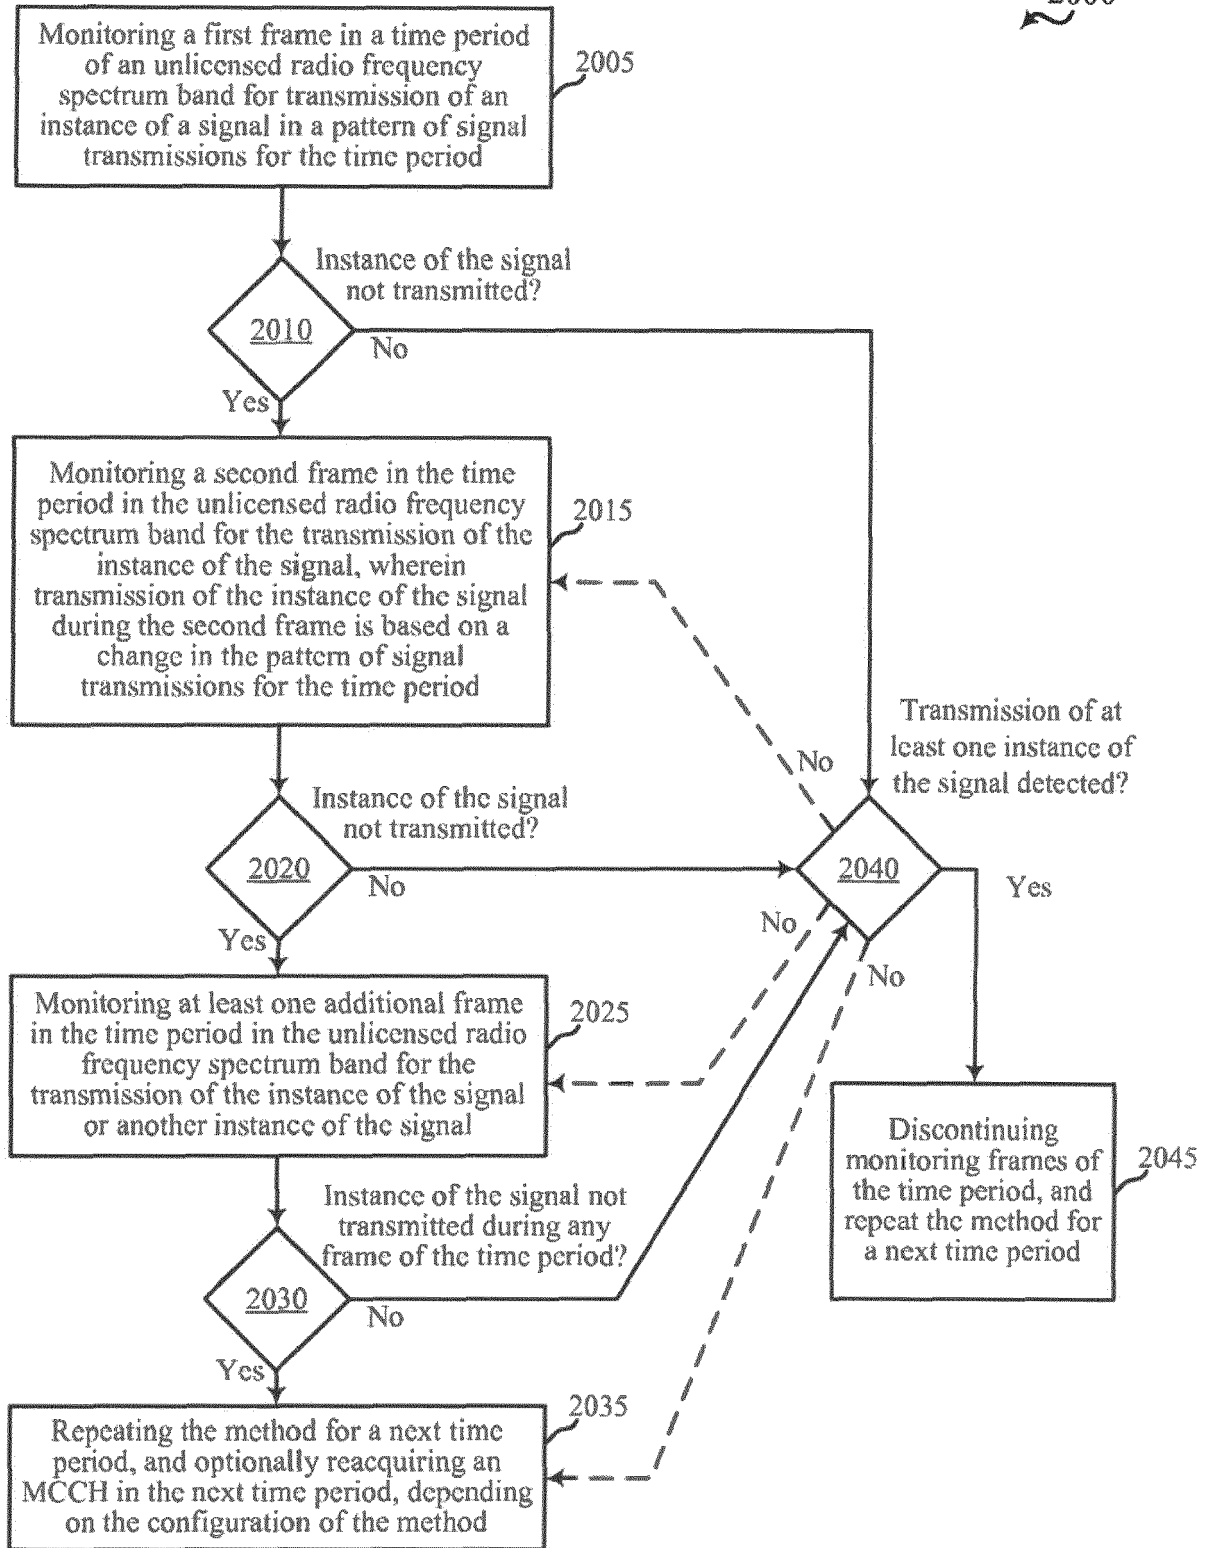 2000
Monitoring a first frame in a time period
of an unlicensed radio frequency
spectrum band for transmission of an
instance of a signal in a pattern of signal
transmissions for the time period
2005
Instance of the signal
not transmitted?
2010
No
Yes
Monitoring a second frame in the time
period in the unlicensed radio frequency
spectrum band for the transmission of the
instance of the signal, wherein
transmission of the instance of the signal
during the second frame is based on a
change in the pattern of signal
transmissions for the time period
2015
Transmission of at
least one instance of
the signal detected?
No
Instance of the signal
not transmitted?
2020
No
Yes
2040
Yes
No
No
Monitoring at least one additional frame
in the time period in the unlicensed radio
frequency spectrum band for the
transmission of the instance of the signal
or another instance of the signal
2025
Discontinuing
monitoring frames of
the time period, and
repeat the method for
a next time period
2045
Instance of the signal not
transmitted during any
frame of the time period?
2030
No
Yes
Repeating the method for a next time
period, and optionally reacquiring an
MCCH in the next time period, depending
on the configuration of the method
2035